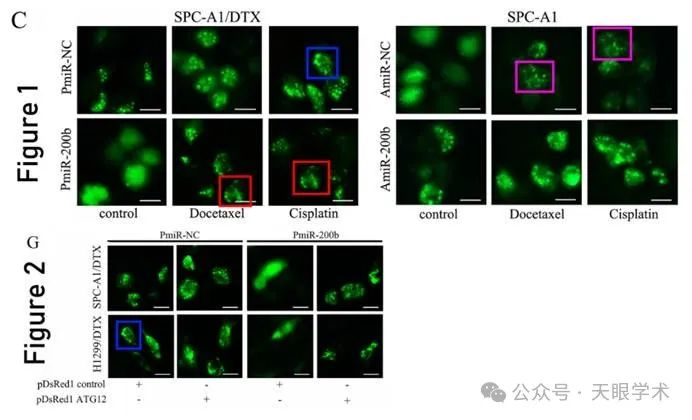 C
SPC-A1/DTX
SPC-A1
Figure 1
PmiR-NC
AmiR-NC
PmiR-200b
AmiR-200b
control Docetaxel Cisplatin
control Docetaxel Cisplatin
G
PmiR-NC PmiR-200b
Figure 2
SPC-A1/DTX
H1299/DTX
pDsRed1 control + - + -
pDsRed1 ATG12 - + - +
公众号 · 天眼学术